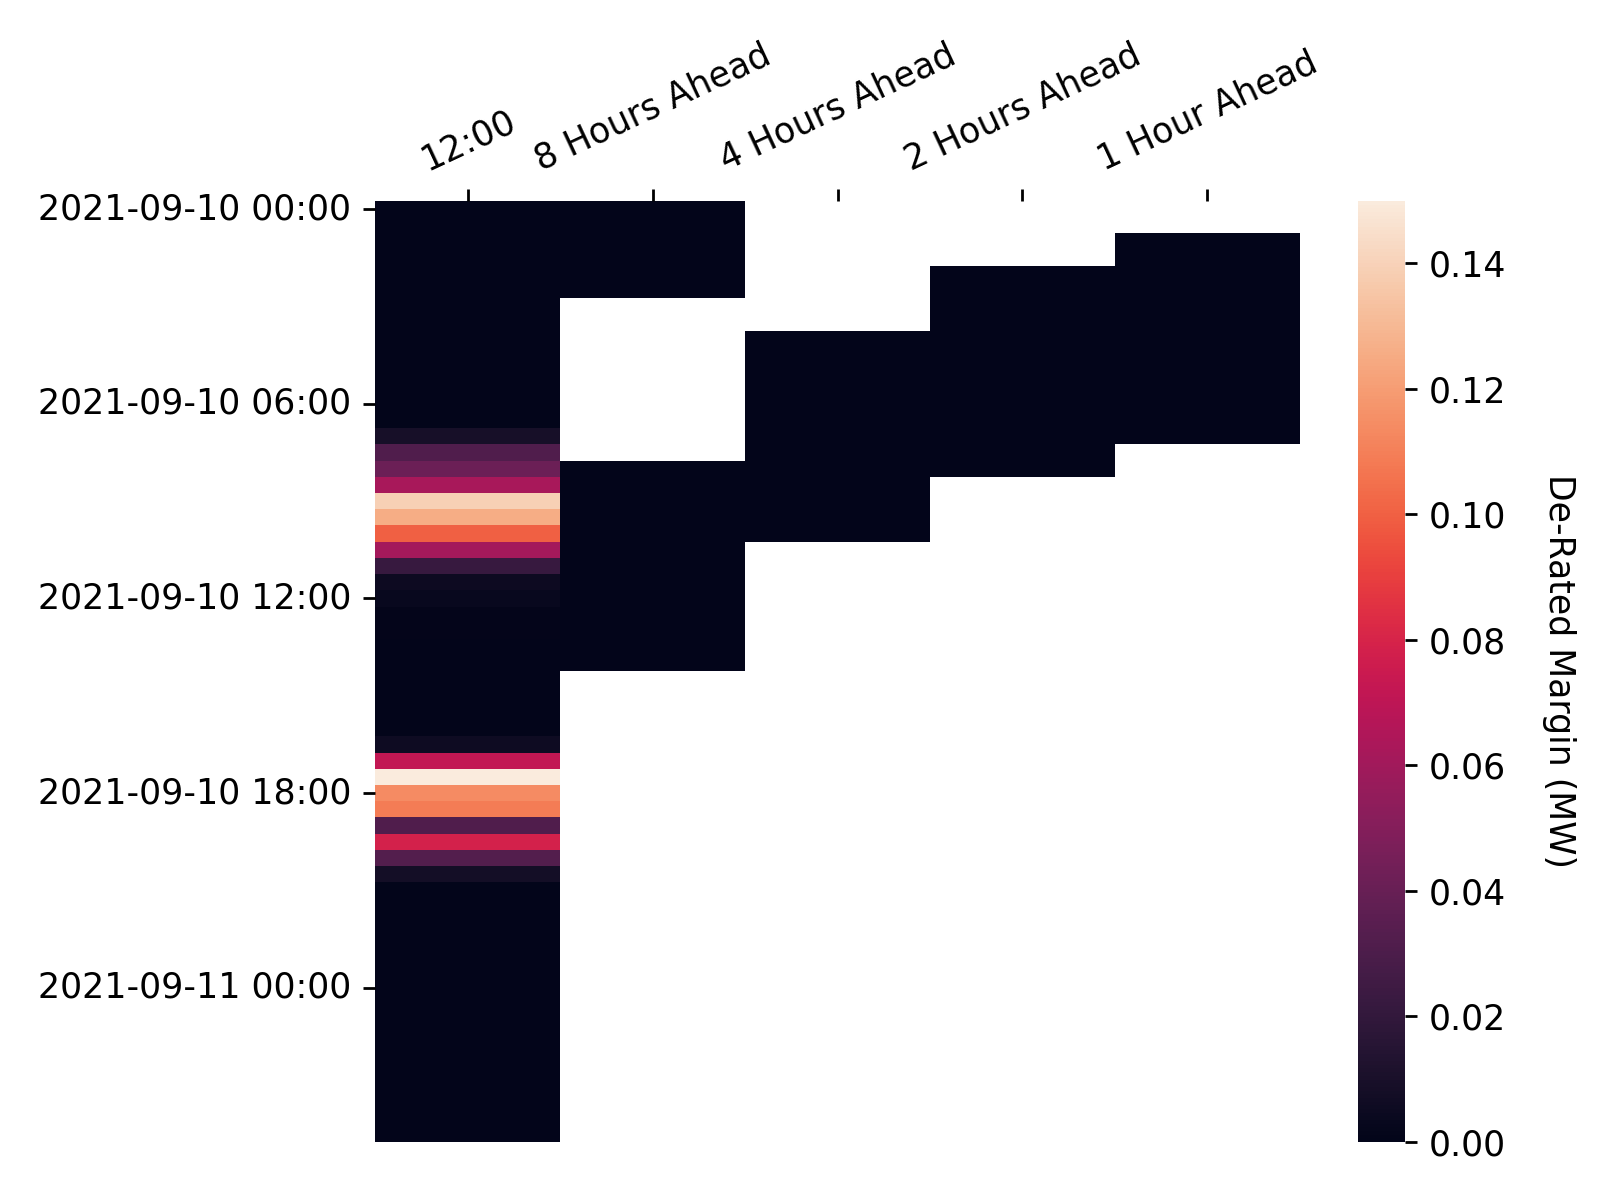 12:00
8 Hours Ahead
4 Hours Ahead
2 Hours Ahead
1 Hour Ahead
2021-09-10 00:00
2021-09-10 06:00
2021-09-10 12:00
2021-09-10 18:00
2021-09-11 00:00
0.14
0.12
0.10
0.08
0.06
0.04
0.02
0.00
De-Rated Margin (MW)